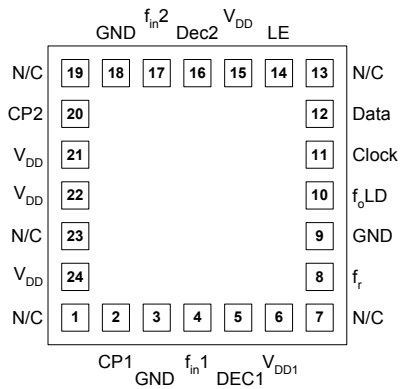 GND f_in2 Dec2 V_DD LE
N/C 19 18 17 16 15 14 13 N/C
CP2 20 12 Data
V_DD 21 11 Clock
V_DD 22 10 f_oLD
N/C 23 9 GND
V_DD 24 8 f_r
N/C 1 2 3 4 5 6 7 N/C
CP1 GND f_in1 DEC1 V_DD1